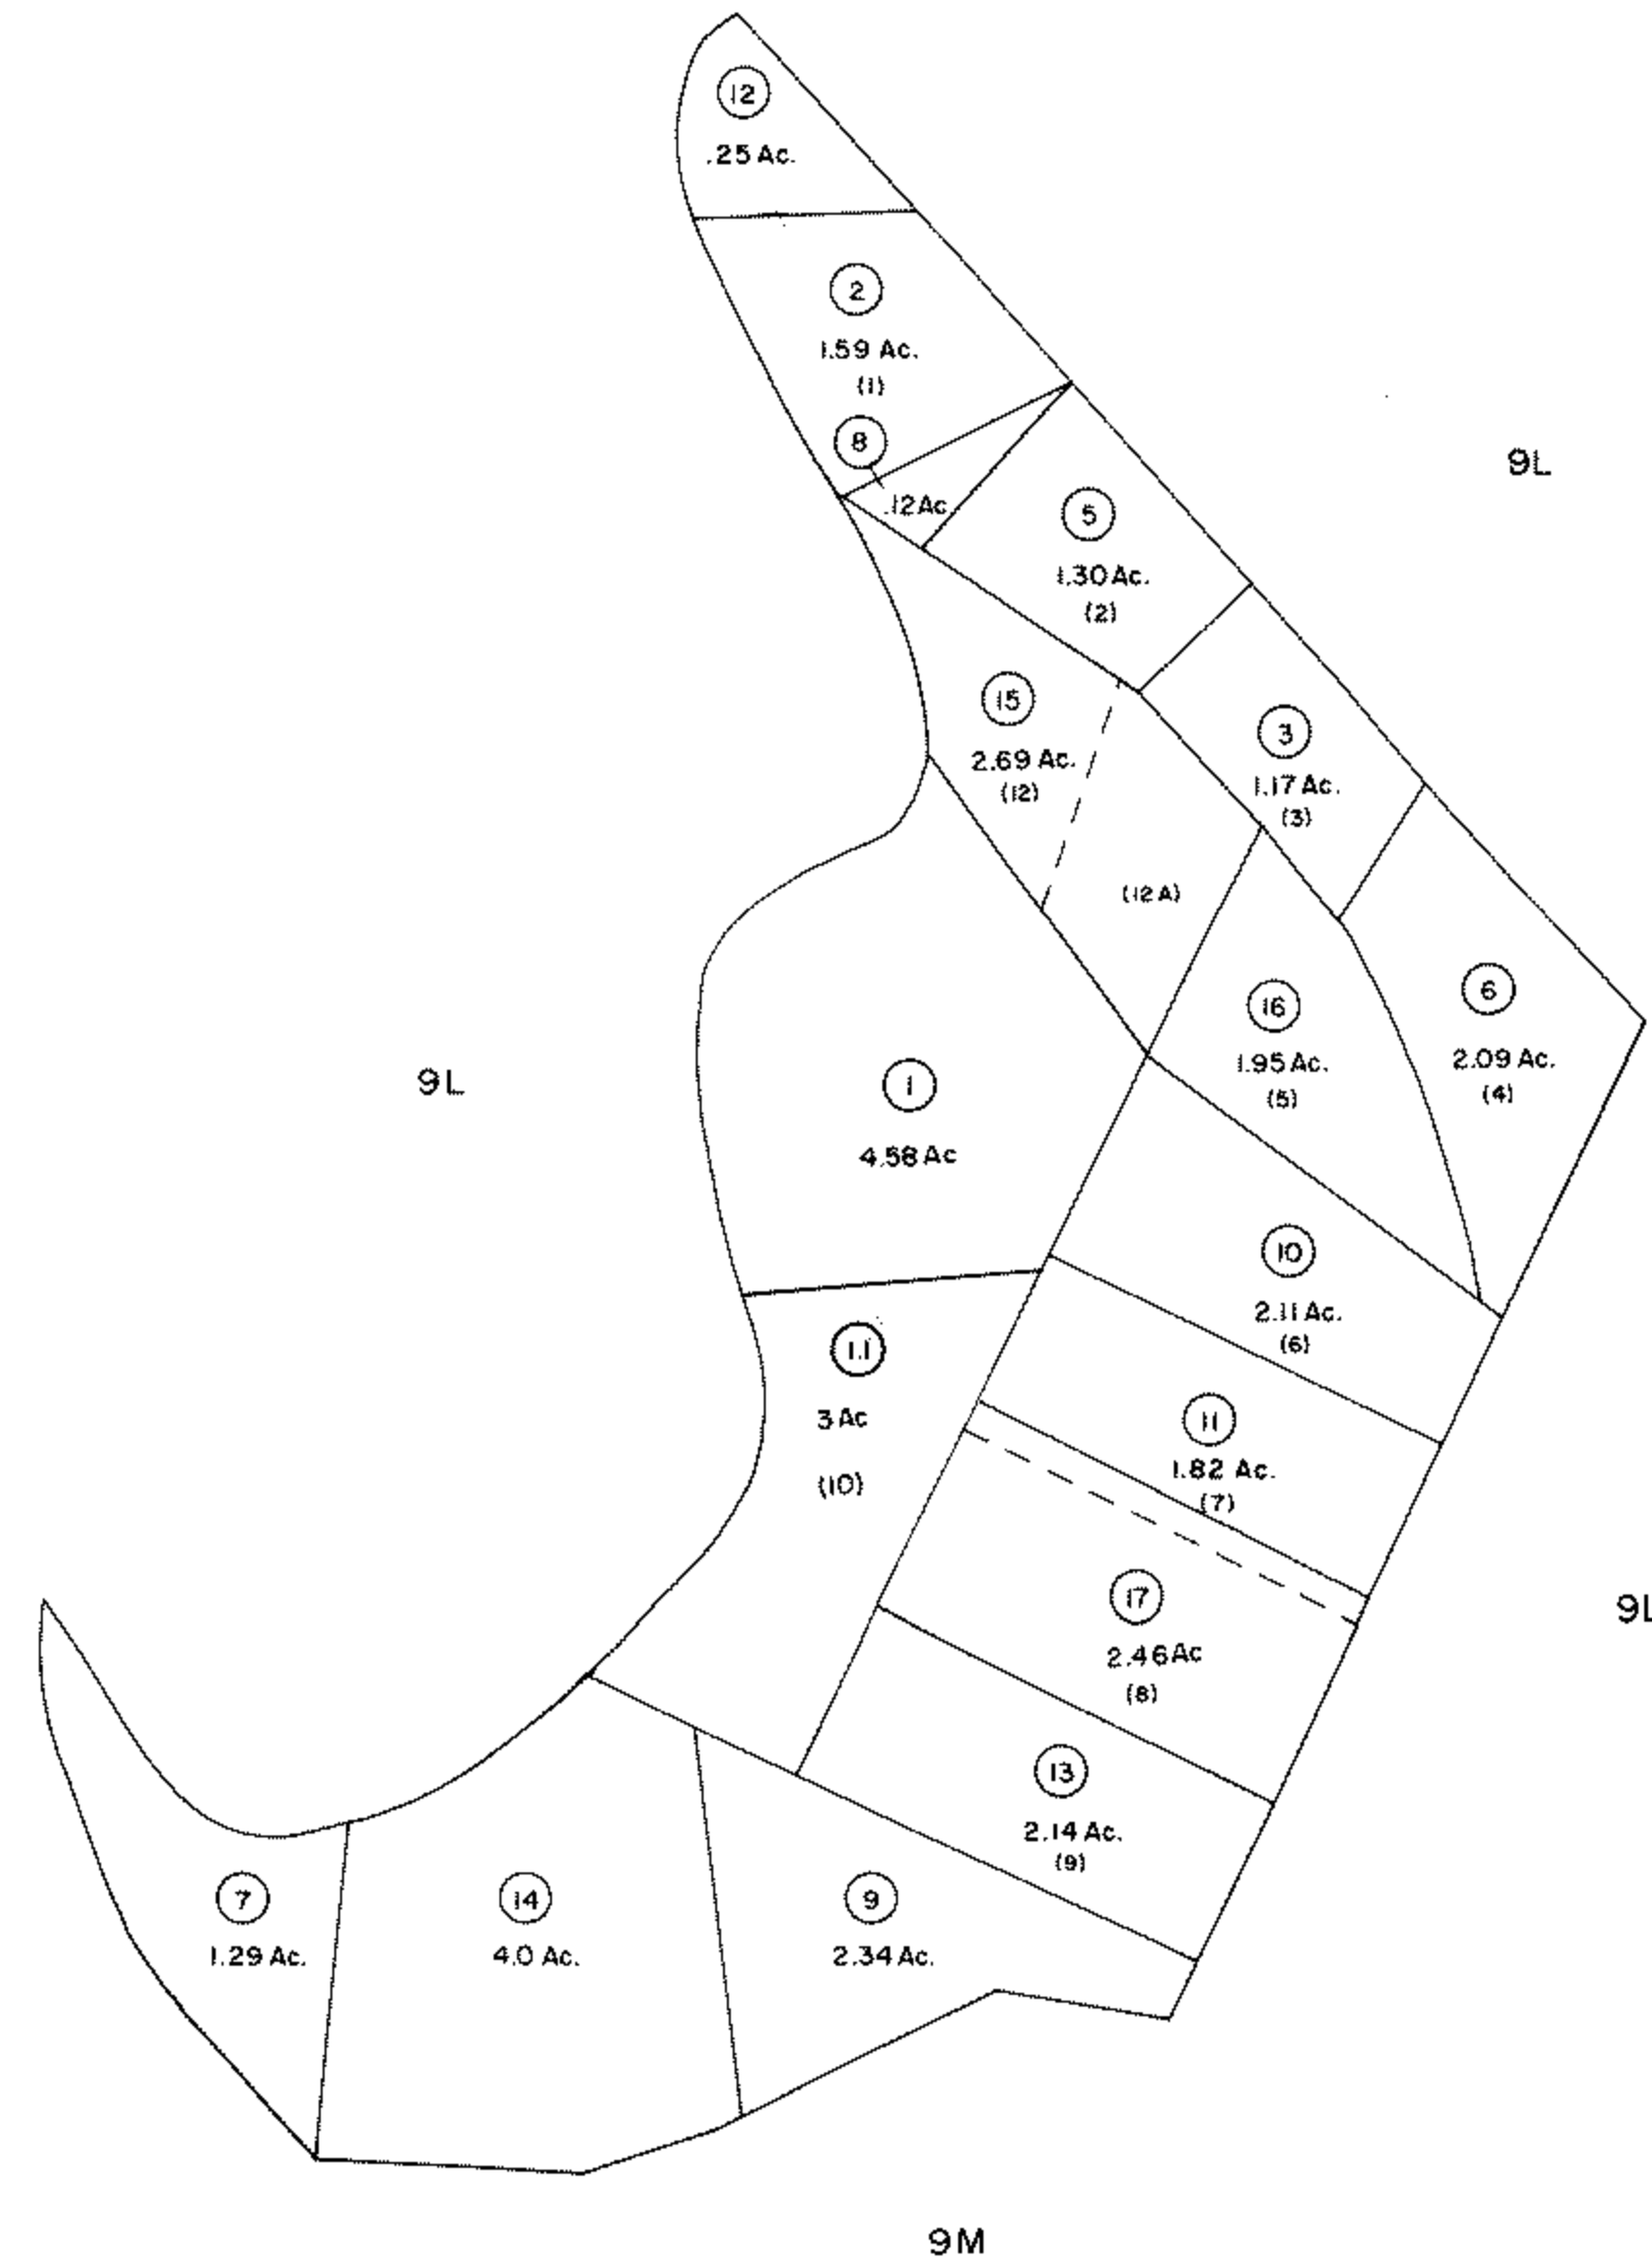 12
.25 Ac.
2
1.59 Ac.
(1)
8
.12Ac.
9L
5
1.30 Ac.
(2)
15
2.69 Ac.
(12)
3
1.17 Ac.
(3)
(12A)
16
1.95 Ac.
(5)
6
2.09 Ac.
(4)
9L
1
4.58 Ac
10
2.11 Ac.
(6)
1.1
3 Ac
(10)
11
1.82 Ac.
(7)
17
2.46 Ac
(8)
9L
13
2.14 Ac.
(9)
7
1.29 Ac.
14
4.0 Ac.
9
2.34 Ac.
9M